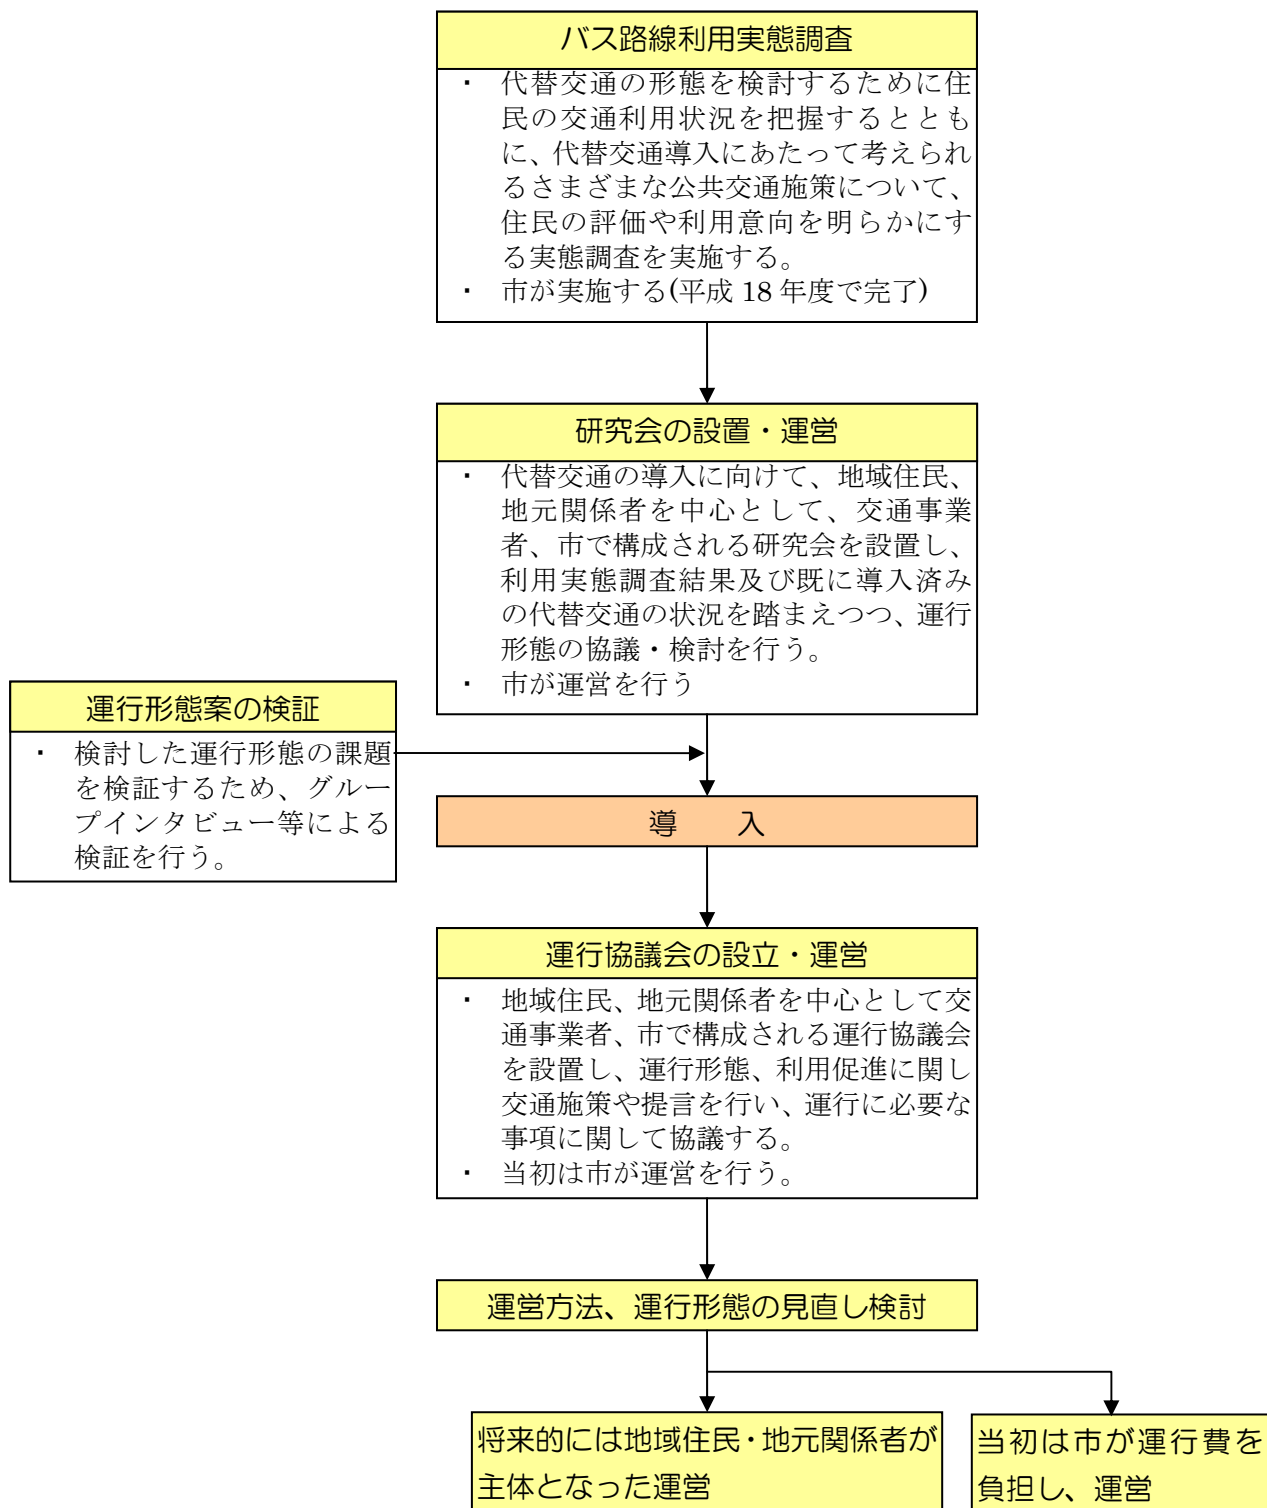 バス路線利用実態調査
・ 代替交通の形態を検討するために住
民の交通利用状況を把握するととも
に、代替交通導入にあたって考えられ
るさまざまな公共交通施策について、
住民の評価や利用意向を明らかにす
る実態調査を実施する。
・ 市が実施する(平成 18 年度で完了)
研究会の設置・運営
・ 代替交通の導入に向けて、地域住民、
地元関係者を中心として、交通事業
者、市で構成される研究会を設置し、
利用実態調査結果及び既に導入済み
の代替交通の状況を踏まえつつ、運行
形態の協議・検討を行う。
・ 市が運営を行う
運行形態案の検証
・ 検討した運行形態の課題
を検証するため、グルー
プインタビュー等による
検証を行う。
導　入
運行協議会の設立・運営
・ 地域住民、地元関係者を中心として交
通事業者、市で構成される運行協議会
を設置し、運行形態、利用促進に関し
交通施策や提言を行い、運行に必要な
事項に関して協議する。
・ 当初は市が運営を行う。
運営方法、運行形態の見直し検討
将来的には地域住民・地元関係者が
主体となった運営
当初は市が運行費を
負担し、運営